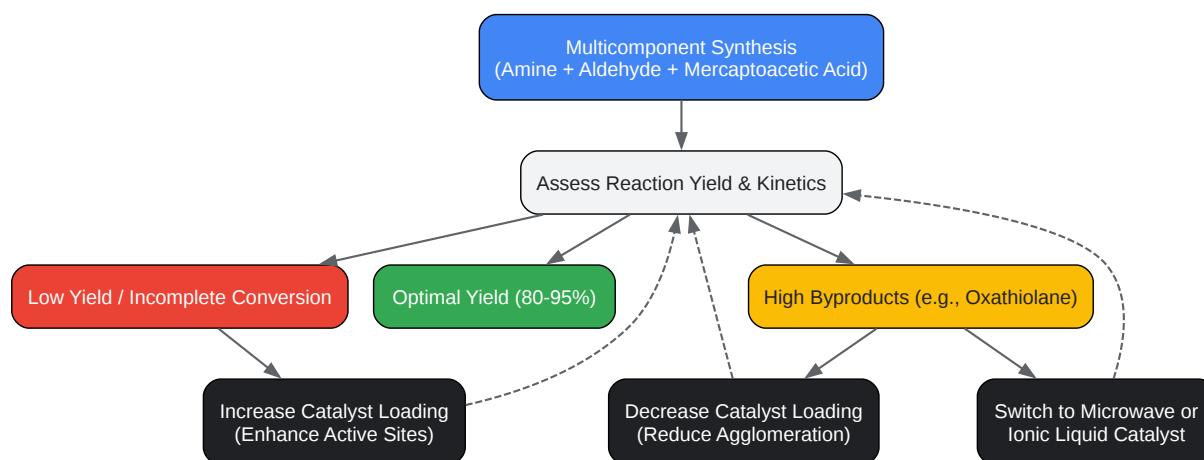 Multicomponent Synthesis
(Amine + Aldehyde + Mercaptoacetic Acid)
Assess Reaction Yield & Kinetics
Low Yield / Incomplete Conversion
Optimal Yield (80-95%)
High Byproducts (e.g., Oxathiolane)
Increase Catalyst Loading
(Enhance Active Sites)
Decrease Catalyst Loading
(Reduce Agglomeration)
Switch to Microwave or
Ionic Liquid Catalyst